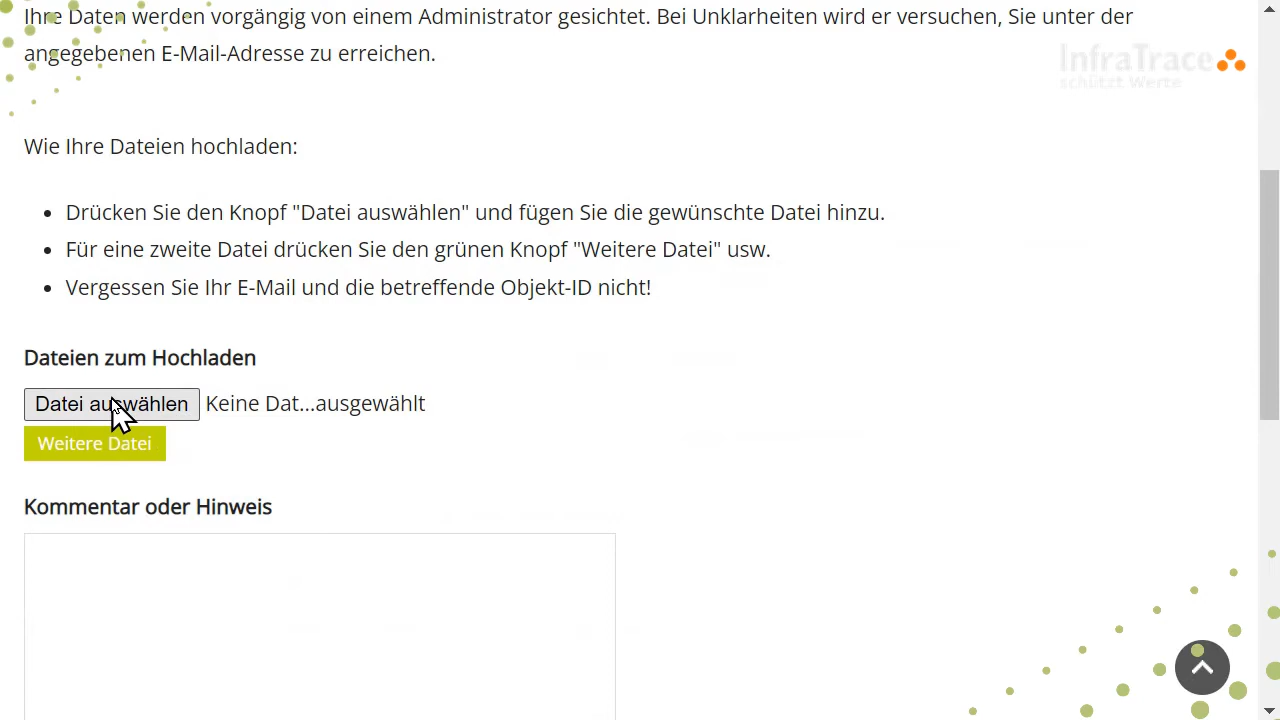 Ihre Daten werden vorgängig von einem Administrator gesichtet. Bei Unklarheiten wird er versuchen, Sie unter der
angegebenen E-Mail-Adresse zu erreichen.
InfraTrace
schützt Werte
Wie Ihre Dateien hochladen:
• Drücken Sie den Knopf "Datei auswählen" und fügen Sie die gewünschte Datei hinzu.
• Für eine zweite Datei drücken Sie den grünen Knopf "Weitere Datei" usw.
• Vergessen Sie Ihr E-Mail und die betreffende Objekt-ID nicht!
Dateien zum Hochladen
Datei auswählen Keine Dat...ausgewählt
Weitere Datei
Kommentar oder Hinweis